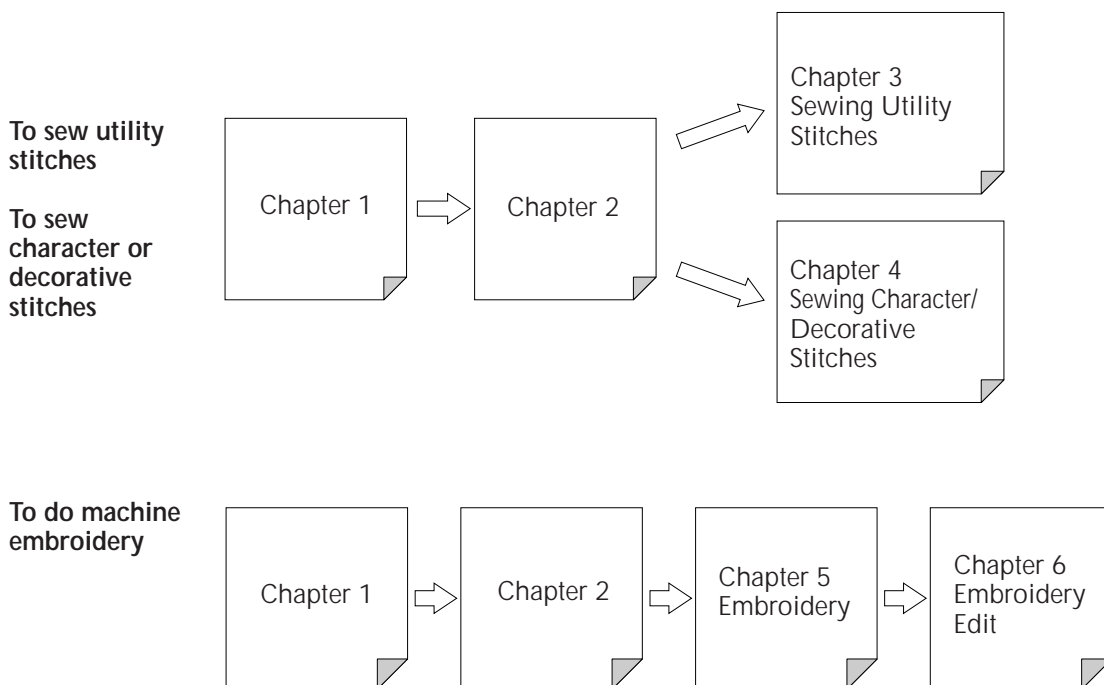 To sew utility
stitches
To sew
character or
decorative
stitches
Chapter 1
Chapter 2
Chapter 3
Sewing Utility
Stitches
Chapter 4
Sewing Character/
Decorative
Stitches
To do machine
embroidery
Chapter 1
Chapter 2
Chapter 5
Embroidery
Chapter 6
Embroidery
Edit